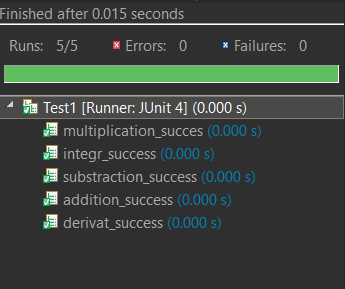 Finished after 0.015 seconds
Runs: 5/5 Errors: 0 Failures: 0
Test1 [Runner: JUnit 4] (0.000 s)
multiplication_succes (0.000 s)
integr_success (0.000 s)
substraction_success (0.000 s)
addition_success (0.000 s)
derivat_success (0.000 s)